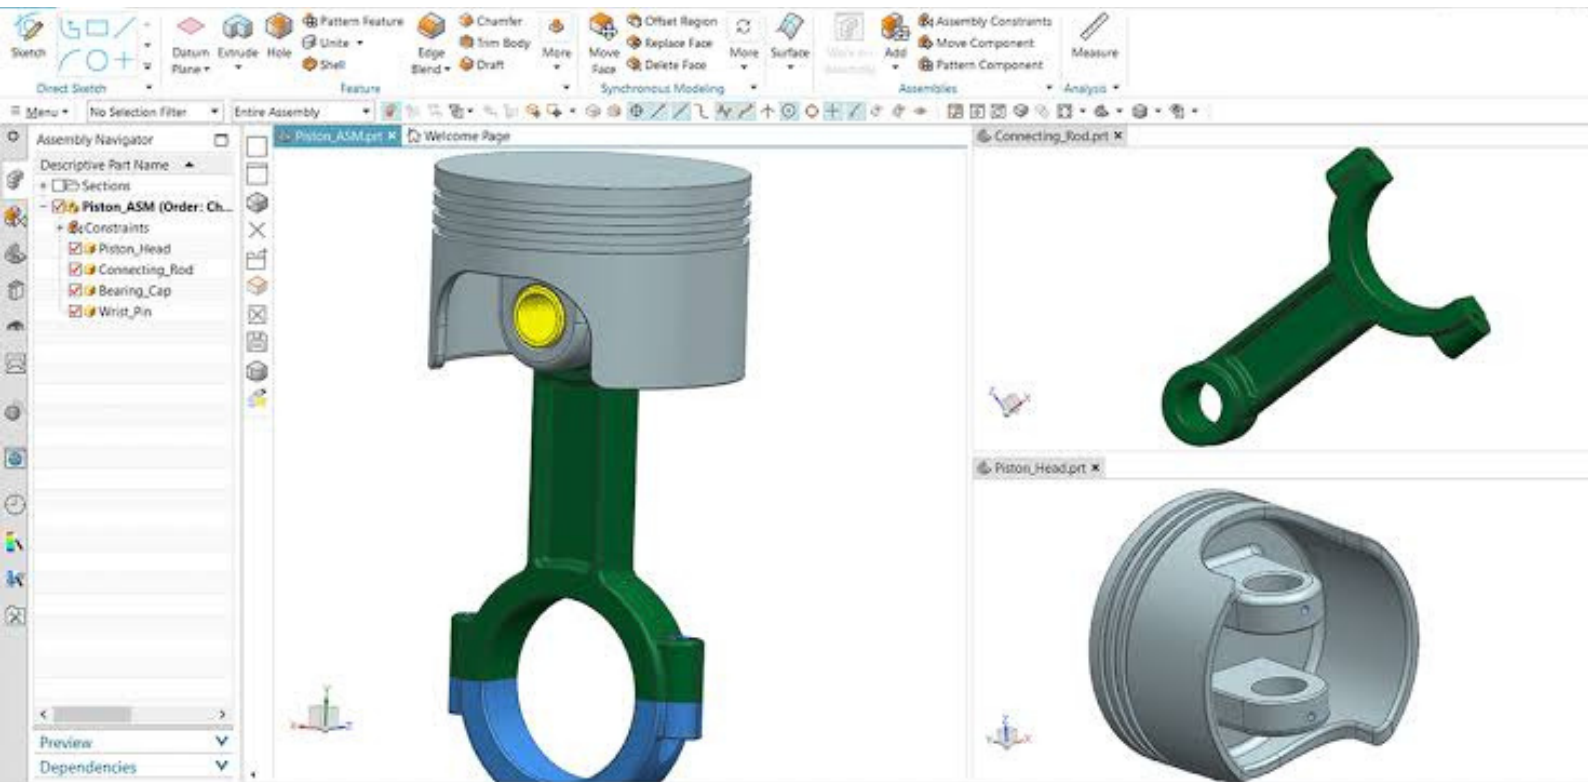 Sketch
Direct Sketch
Datum
Plane
Extrude
Hole
Pattern Feature
Unite
Shell
Edge
Blend
Chamfer
Trim Body
Draft
More
Feature
Move
Face
Offset Region
Replace Face
Delete Face
More
Surface
Synchronous Modeling
Add
Assembly Constraints
Move Component
Pattern Component
Assemblies
Measure
Analysis
Menu
No Selection Filter
Entire Assembly
Assembly Navigator
Descriptive Part Name
Sections
Piston_ASM (Order: Ch...
Constraints
Piston_Head
Connecting_Rod
Bearing_Cap
Wrist_Pin
Preview
Dependencies
Piston_ASM.prt
Welcome Page
Connecting_Rod.prt
Piston_Head.prt